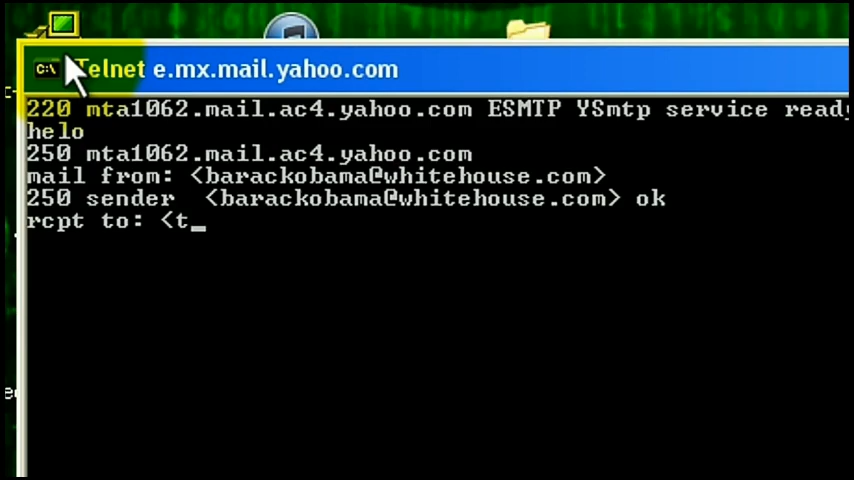 C:\ Telnet e.mx.mail.yahoo.com
220 mta1062.mail.ac4.yahoo.com ESMTP YSmtp service ready
helo
250 mta1062.mail.ac4.yahoo.com
mail from: <barackobama@whitehouse.com>
250 sender  <barackobama@whitehouse.com> ok
rcpt to: <t_